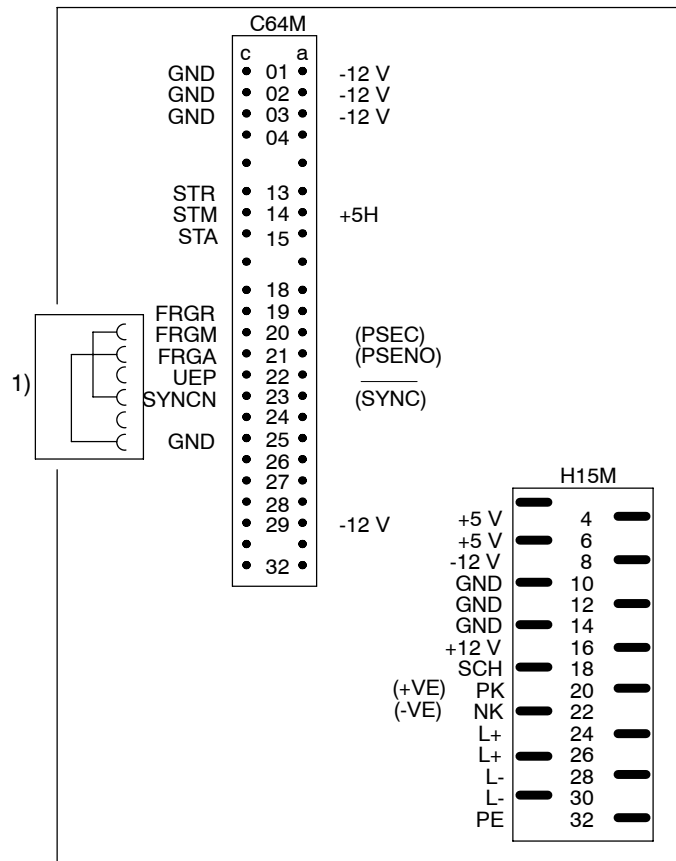 C64M
c a
GND 01 -12 V
GND 02 -12 V
GND 03 -12 V
04
STR 13
STM 14 +5H
STA 15
18
FRGR 19
FRGM 20 (PSEC)
FRGA 21 (PSENO)
UEP 22
1) SYNCN 23 (SYNC)
24
GND 25
26
27
28
29 -12 V
32
H15M
+5 V 4
+5 V 6
-12 V 8
GND 10
GND 12
GND 14
+12 V 16
SCH 18
(+VE) PK 20
(-VE) NK 22
L+ 24
L+ 26
L- 28
L- 30
PE 32